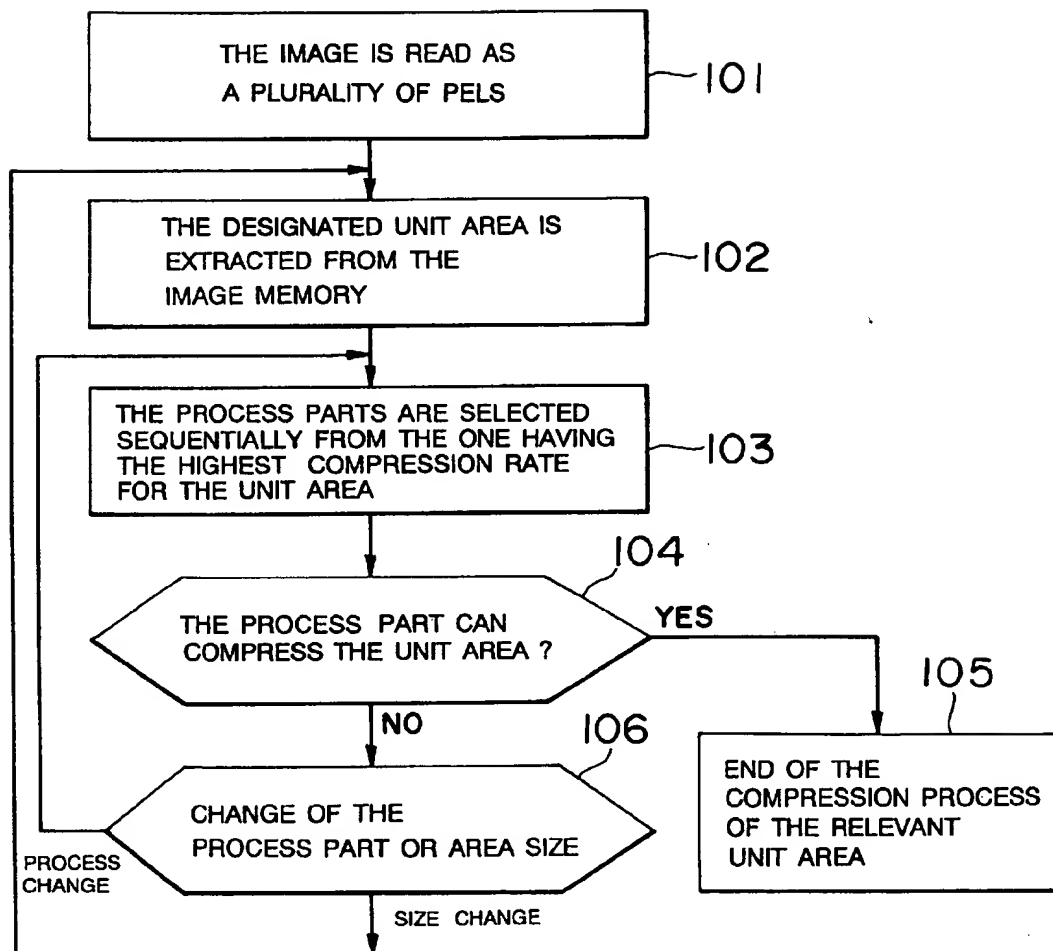 THE IMAGE IS READ AS
A PLURALITY OF PELS
101
THE DESIGNATED UNIT AREA IS
EXTRACTED FROM THE
IMAGE MEMORY
102
THE PROCESS PARTS ARE SELECTED
SEQUENTIALLY FROM THE ONE HAVING
THE HIGHEST COMPRESSION RATE
FOR THE UNIT AREA
103
104
THE PROCESS PART CAN
COMPRESS THE UNIT AREA ?
YES
NO
105
END OF THE
COMPRESSION PROCESS
OF THE RELEVANT
UNIT AREA
106
CHANGE OF THE
PROCESS PART OR AREA SIZE
PROCESS
CHANGE
SIZE CHANGE